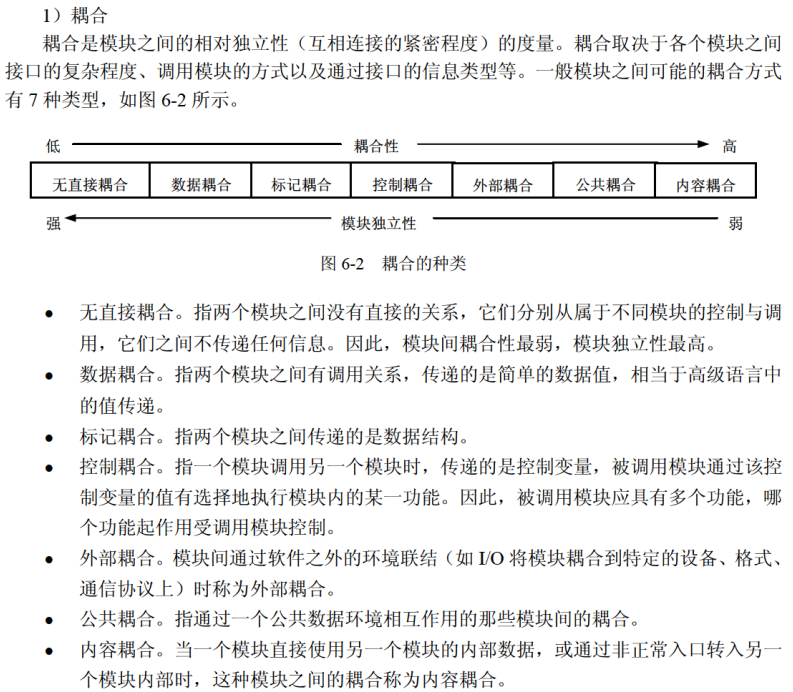 1）耦合
耦合是模块之间的相对独立性（互相连接的紧密程度）的度量。耦合取决于各个模块之间
接口的复杂程度、调用模块的方式以及通过接口的信息类型等。一般模块之间可能的耦合方式
有 7 种类型，如图 6-2 所示。
低 耦合性 高
无直接耦合 数据耦合 标记耦合 控制耦合 外部耦合 公共耦合 内容耦合
强 模块独立性 弱
图 6-2 耦合的种类
● 无直接耦合。指两个模块之间没有直接的关系，它们分别从属于不同模块的控制与调
用，它们之间不传递任何信息。因此，模块间耦合性最弱，模块独立性最高。
● 数据耦合。指两个模块之间有调用关系，传递的是简单的数据值，相当于高级语言中
的值传递。
● 标记耦合。指两个模块之间传递的是数据结构。
● 控制耦合。指一个模块调用另一个模块时，传递的是控制变量，被调用模块通过该控
制变量的值有选择地执行模块内的某一功能。因此，被调用模块应具有多个功能，哪
个功能起作用受调用模块控制。
● 外部耦合。模块间通过软件之外的环境联结（如 I/O 将模块耦合到特定的设备、格式、
通信协议上）时称为外部耦合。
● 公共耦合。指通过一个公共数据环境相互作用的那些模块间的耦合。
● 内容耦合。当一个模块直接使用另一个模块的内部数据，或通过非正常入口转入另一
个模块内部时，这种模块之间的耦合称为内容耦合。